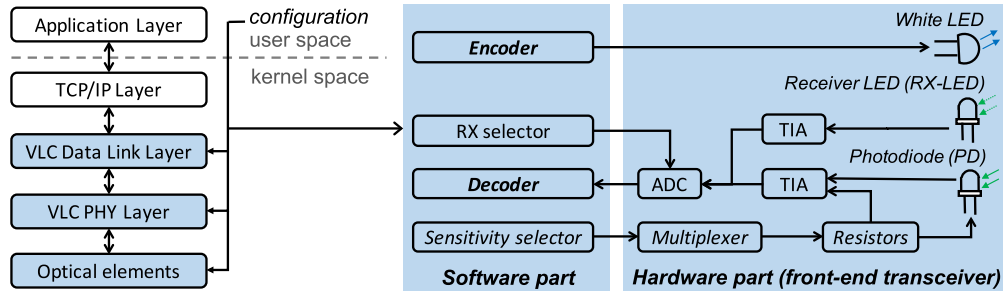 Application Layer
configuration
user space
kernel space
TCP/IP Layer
VLC Data Link Layer
VLC PHY Layer
Optical elements
Encoder
RX selector
Decoder
Sensitivity selector
Software part
White LED
Receiver LED (RX-LED)
TIA
Photodiode (PD)
ADC
TIA
Multiplexer
Resistors
Hardware part (front-end transceiver)